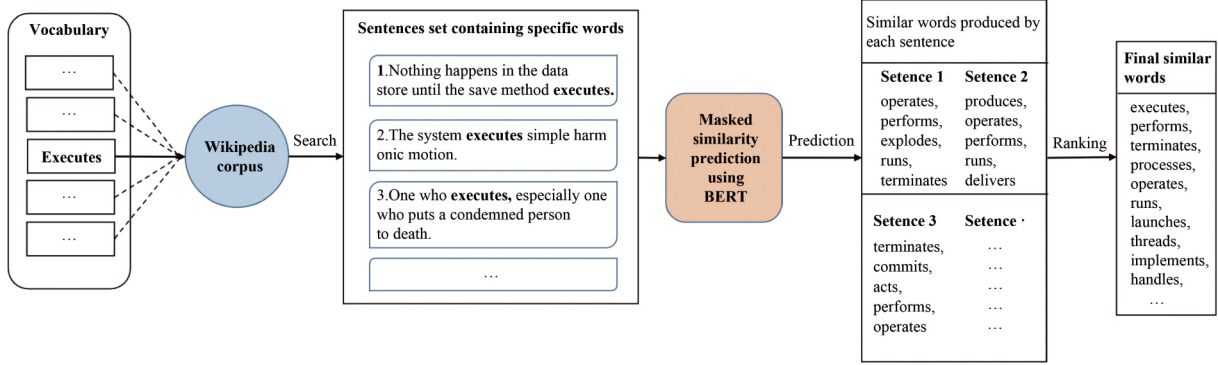 Vocabulary
…
…
Executes
…
…
Wikipedia
corpus
Search
Sentences set containing specific words
1.Nothing happens in the data
store until the save method executes.
2.The system executes simple harm
onic motion.
3.One who executes, especially one
who puts a condemned person
to death.
…
Masked
similarity
prediction
using
BERT
Prediction
Similar words produced by
each sentence
Setence 1
operates,
performs,
explodes,
runs,
terminates
Setence 2
produces,
operates,
performs,
runs,
delivers
Setence 3
terminates,
commits,
acts,
performs,
operates
Setence ·
…
…
…
…
…
Ranking
Final similar
words
executes,
performs,
terminates,
processes,
operates,
runs,
launches,
threads,
implements,
handles,
…